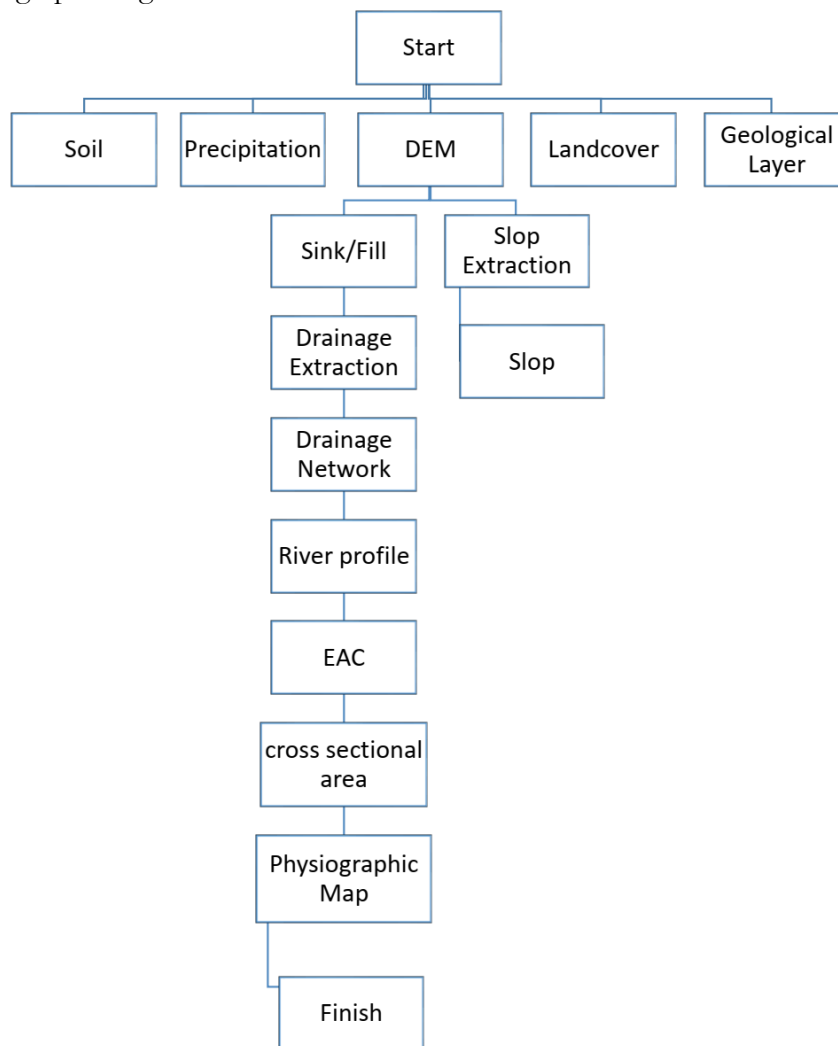 Start
Soil
Precipitation
DEM
Landcover
Geological
Layer
Sink/Fill
Slop
Extraction
Drainage
Extraction
Slop
Drainage
Network
River profile
EAC
cross sectional
area
Physiographic
Map
Finish